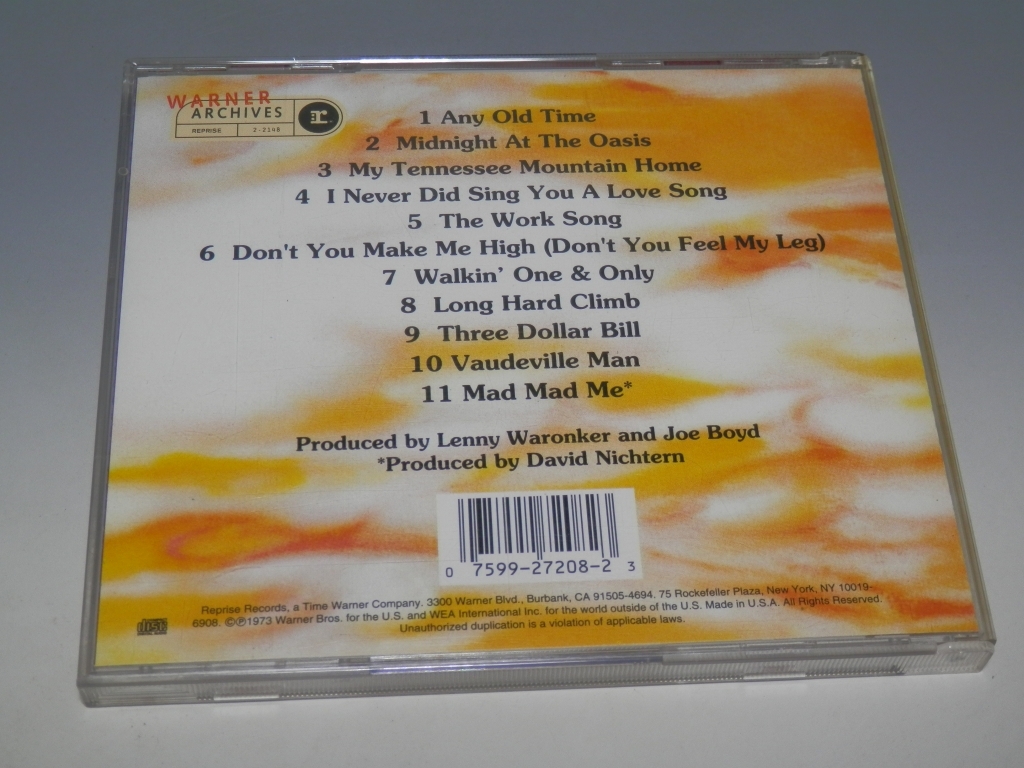 WARNER
ARCHIVES
r
REPRISE 2-2148
1 Any Old Time
2 Midnight At The Oasis
3 My Tennessee Mountain Home
4 I Never Did Sing You A Love Song
5 The Work Song
6 Don't You Make Me High (Don't You Feel My Leg)
7 Walkin' One & Only
8 Long Hard Climb
9 Three Dollar Bill
10 Vaudeville Man
11 Mad Mad Me*
Produced by Lenny Waronker and Joe Boyd
*Produced by David Nichtern
0 7599-27208-2 3
Reprise Records, a Time Warner Company. 3300 Warner Blvd., Burbank, CA 91505-4694. 75 Rockefeller Plaza, New York, NY 10019-
6908. ©℗1973 Warner Bros. for the U.S. and WEA International Inc. for the world outside of the U.S. Made in U.S.A. All Rights Reserved.
Unauthorized duplication is a violation of applicable laws.